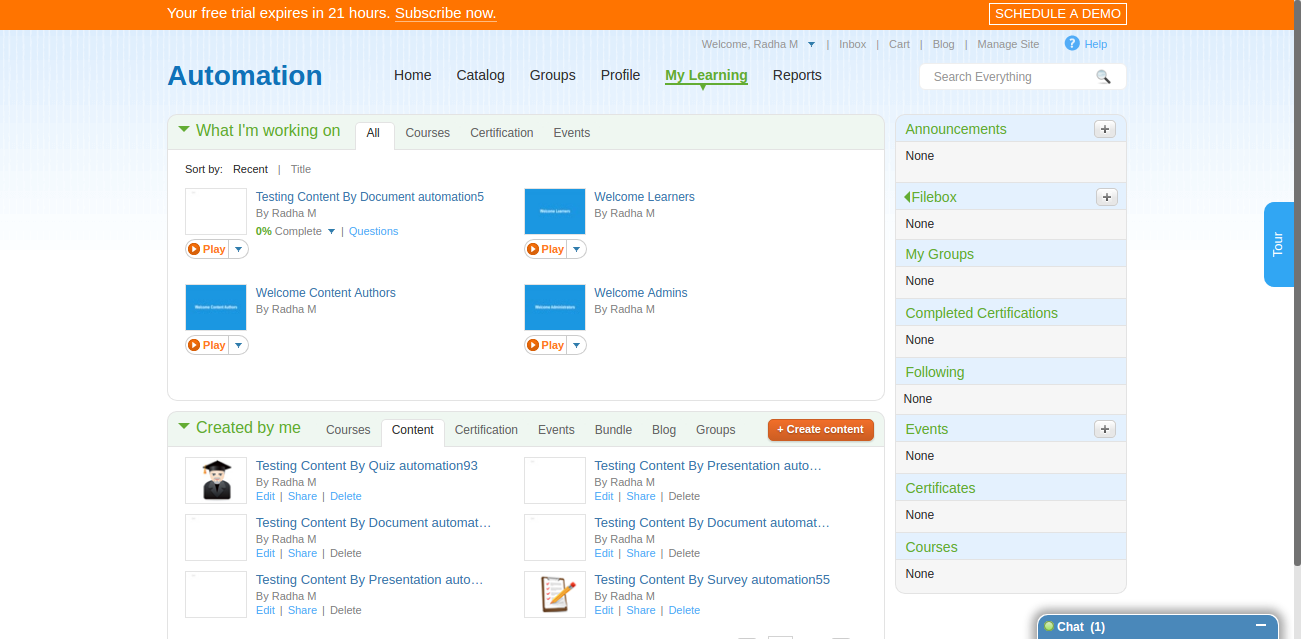 Your free trial expires in 21 hours. Subscribe now.
SCHEDULE A DEMO
Welcome, Radha M | Inbox | Cart | Blog | Manage Site
? Help
Automation
Home Catalog Groups Profile My Learning Reports
Search Everything
What I'm working on
All Courses Certification Events
Sort by: Recent | Title
Testing Content By Document automation5
By Radha M
0% Complete | Questions
Play
Welcome Learners
Welcome Learners
By Radha M
Play
Welcome Content Authors
Welcome Content Authors
By Radha M
Play
Welcome Administrators
Welcome Admins
By Radha M
Play
Created by me
Courses Content Certification Events Bundle Blog Groups
+ Create content
Testing Content By Quiz automation93
By Radha M
Edit | Share | Delete
Testing Content By Presentation auto…
By Radha M
Edit | Share | Delete
Testing Content By Document automat…
By Radha M
Edit | Share | Delete
Testing Content By Document automat…
By Radha M
Edit | Share | Delete
Testing Content By Presentation auto…
By Radha M
Edit | Share | Delete
Testing Content By Survey automation55
By Radha M
Edit | Share | Delete
Announcements +
None
Filebox +
None
My Groups
None
Completed Certifications
None
Following
None
Events +
None
Certificates
None
Courses
None
Tour
Chat (1)